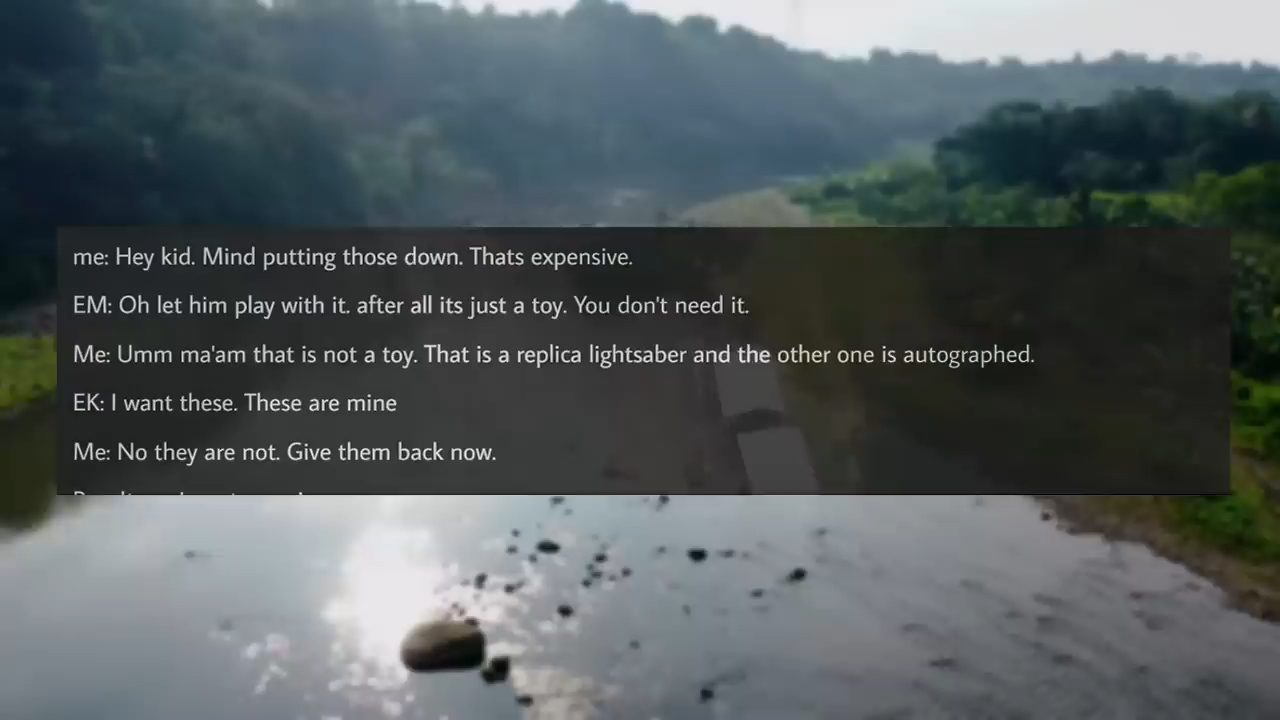 me: Hey kid. Mind putting those down. Thats expensive.
EM: Oh let him play with it. after all its just a toy. You don't need it.
Me: Umm ma'am that is not a toy. That is a replica lightsaber and the other one is autographed.
EK: I want these. These are mine
Me: No they are not. Give them back now.